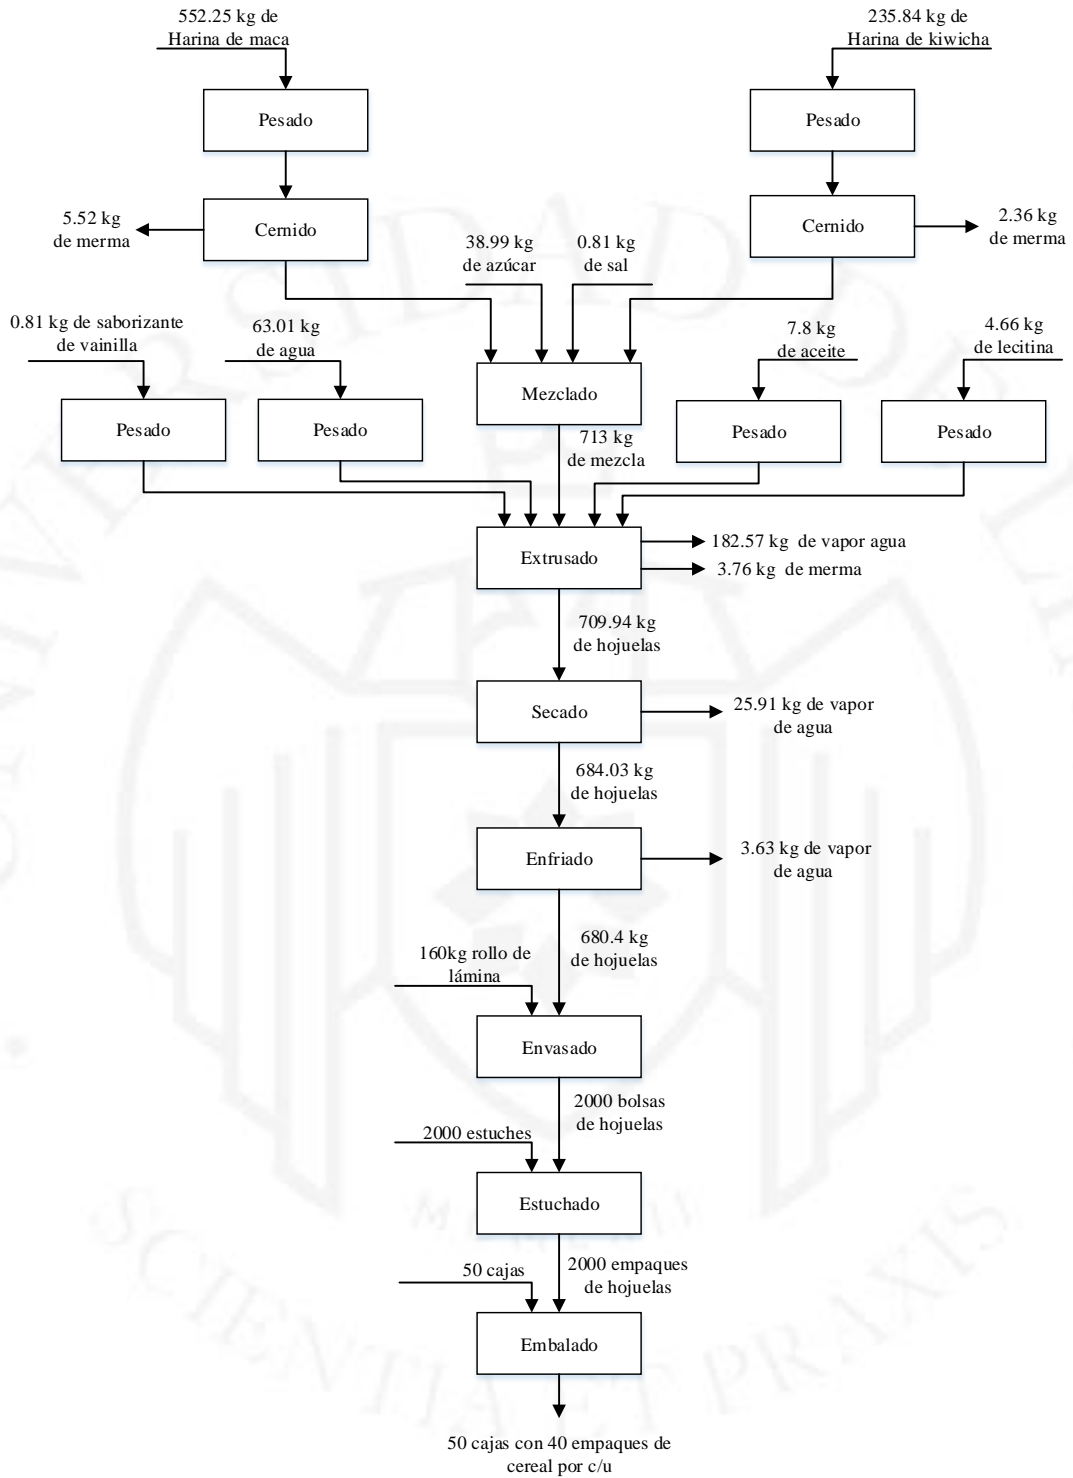 552.25 kg de
Harina de maca
235.84 kg de
Harina de kiwicha
Pesado
Pesado
Cernido
Cernido
5.52 kg
de merma
2.36 kg
de merma
38.99 kg
de azúcar
0.81 kg
de sal
0.81 kg de saborizante
de vainilla
63.01 kg
de agua
7.8 kg
de aceite
4.66 kg
de lecitina
Mezclado
Pesado
Pesado
Pesado
Pesado
713 kg
de mezcla
Extrusado
182.57 kg de vapor agua
3.76 kg de merma
709.94 kg
de hojuelas
Secado
25.91 kg de vapor
de agua
684.03 kg
de hojuelas
Enfriado
3.63 kg de vapor
de agua
680.4 kg
de hojuelas
160kg rollo de
lámina
Envasado
2000 bolsas
de hojuelas
2000 estuches
Estuchado
2000 empaques
de hojuelas
50 cajas
Embalado
50 cajas con 40 empaques de
cereal por c/u
SCIENTIA ET PRAXIS